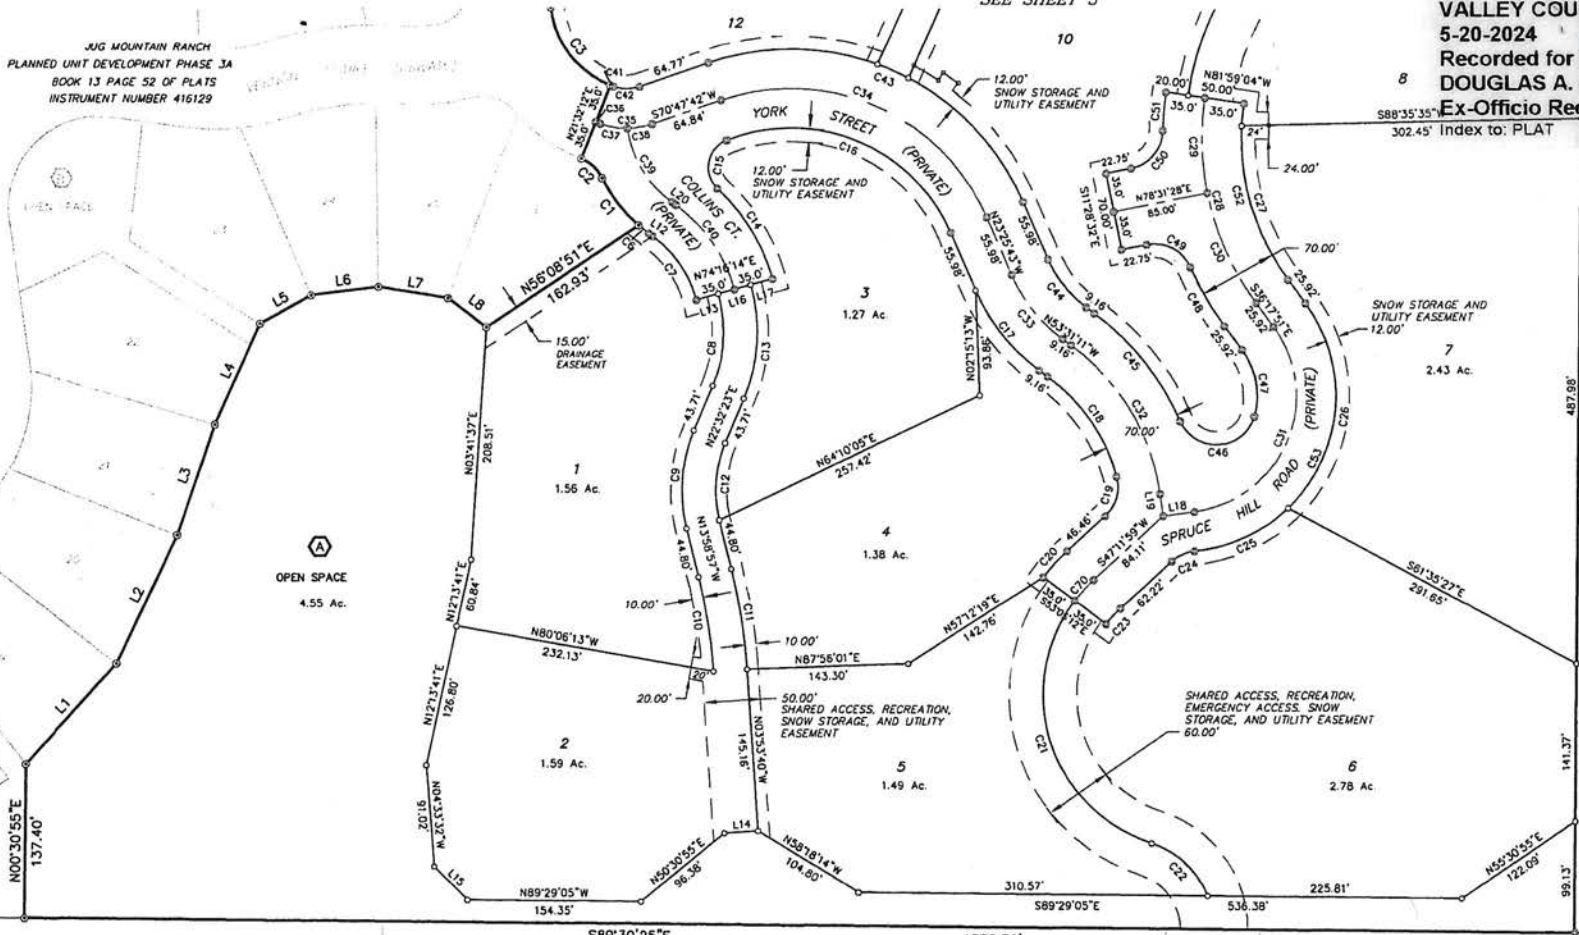 SEE SHEET 3
VALLEY COU
5-20-2024
Recorded for
DOUGLAS A.
Ex-Officio Rec
Index to: PLAT
JUG MOUNTAIN RANCH
PLANNED UNIT DEVELOPMENT PHASE 3A
BOOK 13 PAGE 52 OF PLATS
INSTRUMENT NUMBER 416129
12
10
8
C3
C41
C42
64.77'
C43
12.00'
SNOW STORAGE AND
UTILITY EASEMENT
N21°32'12"E
35.0'
35.0'
C36
C37
C35
C38
S70°47'42"W
64.84'
C34
YORK STREET
(PRIVATE)
C16
12.00'
SNOW STORAGE AND
UTILITY EASEMENT
20.00'
N81°59'04"W
50.00'
35.0'
35.0'
S88°35'35"W
302.45'
24'
24.00'
C51
C50
C29
C52
C27
22.75'
35.0'
70.00'
S11°28'32"E
35.0'
N78°31'28"E
85.00'
C28
22.75'
C49
C30
70.00'
25.92'
C48
S36°17'51"E
25.92'
25.92'
SNOW STORAGE AND
UTILITY EASEMENT
12.00'
7
2.43 Ac.
487.98'
C2
C1
C39
L20
COLLINS CT.
(PRIVATE)
C40
C15
C14
L12
C6
C7
N74°16'14"E
35.0'
35.0'
L13
L16
L17
3
1.27 Ac.
55.98'
N23°25'43"W
55.98'
55.98'
C44
9.16'
C33
N53°31'11"W
9.16'
C17
N02°15'13"W
93.86'
9.16'
C45
C18
C32
70.00'
C46
C47
C31
(PRIVATE)
C26
C53
OPEN SPACE
N56°08'51"E
162.93'
15.00'
DRAINAGE
EASEMENT
L5
L6
L7
L8
L4
L3
L2
L1
N03°41'37"E
208.51'
1
1.56 Ac.
C8
C13
43.71'
N22°32'23"E
43.71'
C9
C12
N64°10'05"E
257.42'
4
1.38 Ac.
C19
L19
L18
SPRUCE HILL ROAD
46.46'
S47°11'59"W
84.11'
C20
C70
C24
C25
62.22'
C23
35.0'
35.0'
S61°35'27"E
291.65'
A
OPEN SPACE
4.55 Ac.
N12°13'41"E
60.84'
44.80'
N13°58'57"W
44.80'
10.00'
C10
C11
10.00'
N80°06'13"W
232.13'
20'
20.00'
50.00'
SHARED ACCESS, RECREATION,
SNOW STORAGE, AND UTILITY
EASEMENT
N87°56'01"E
143.30'
N57°12'19"E
142.76'
SHARED ACCESS, RECREATION,
EMERGENCY ACCESS. SNOW
STORAGE, AND UTILITY EASEMENT
60.00'
N12°13'41"E
126.80'
2
1.59 Ac.
145.16'
N03°53'40"W
5
1.49 Ac.
C21
6
2.78 Ac.
141.37'
N00°30'55"E
137.40'
N04°33'32"W
91.02'
L15
N89°29'05"W
154.35'
N50°30'55"E
96.38'
L14
N58°18'14"W
104.80'
310.57'
S89°29'05"E
C22
225.81'
536.38'
N55°30'55"E
122.09'
99.13'